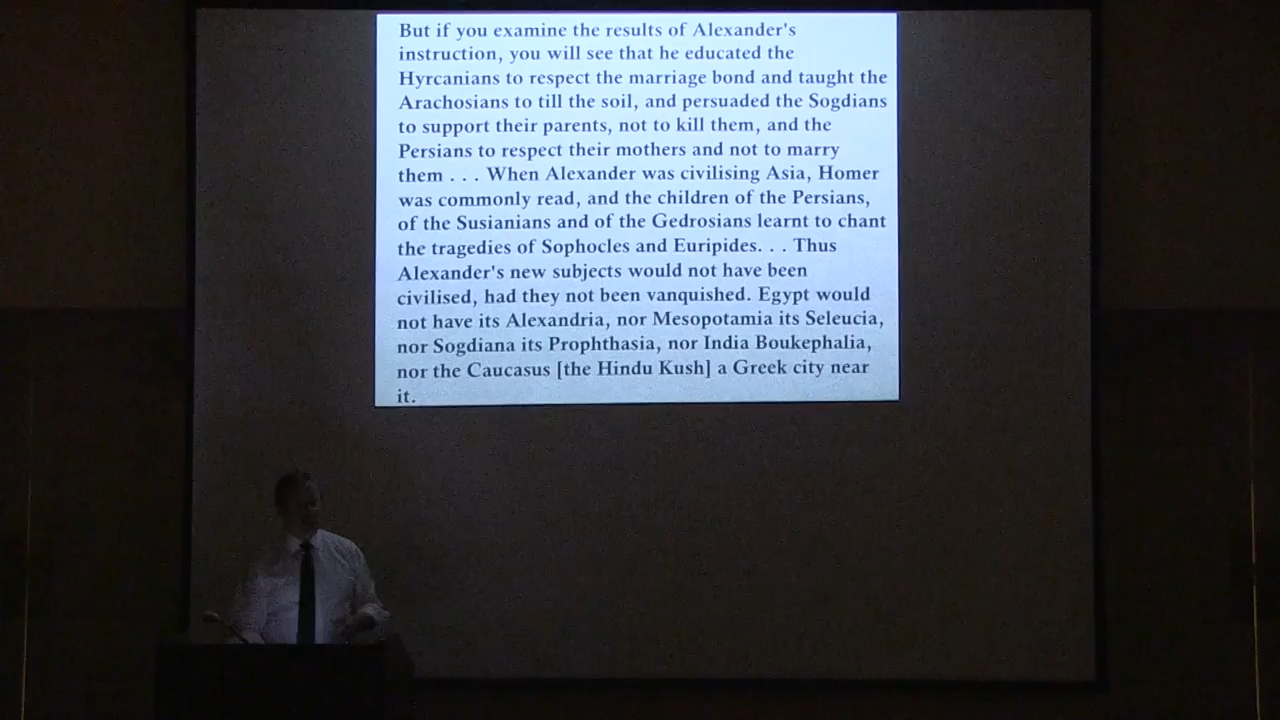 But if you examine the results of Alexander's
instruction, you will see that he educated the
Hyrcanians to respect the marriage bond and taught the
Arachosians to till the soil, and persuaded the Sogdians
to support their parents, not to kill them, and the
Persians to respect their mothers and not to marry
them . . . When Alexander was civilising Asia, Homer
was commonly read, and the children of the Persians,
of the Susianians and of the Gedrosians learnt to chant
the tragedies of Sophocles and Euripides. . . Thus
Alexander's new subjects would not have been
civilised, had they not been vanquished. Egypt would
not have its Alexandria, nor Mesopotamia its Seleucia,
nor Sogdiana its Prophthasia, nor India Boukephalia,
nor the Caucasus [the Hindu Kush] a Greek city near
it.